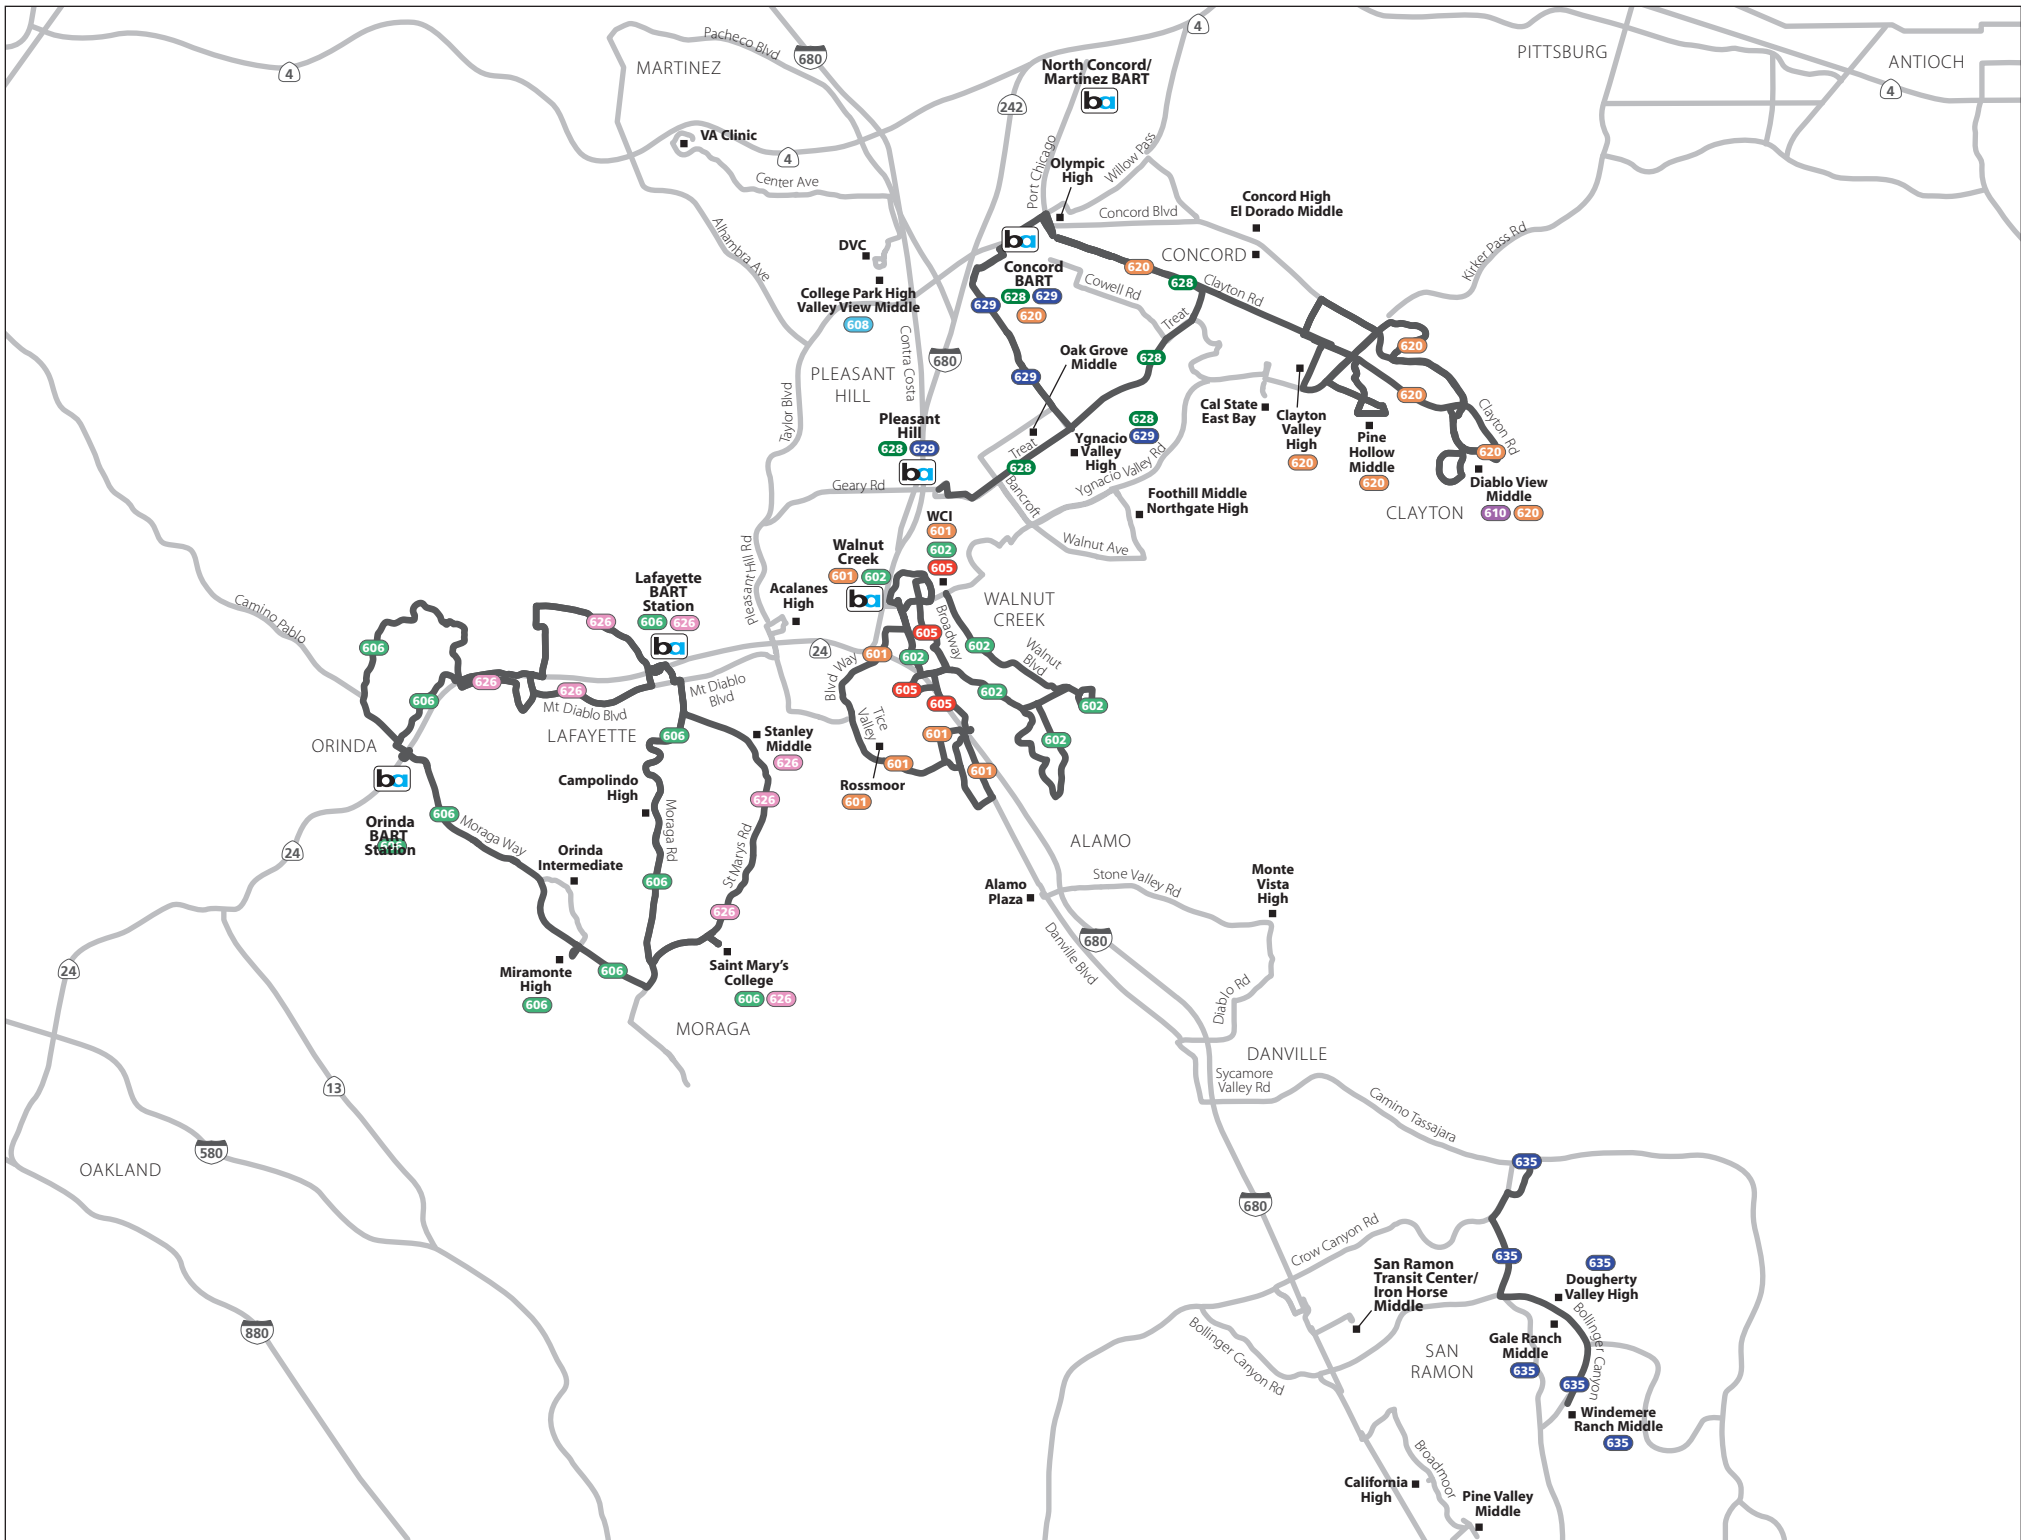 4
PITTSBURG
Pacheco Blvd
680
MARTINEZ
North Concord/
Martinez BART
ba
ANTIOCH
4
4
242
VA Clinic
4
Port Chicago
Willow Pass
Olympic
High
Center Ave
Concord High
El Dorado Middle
Concord Blvd
Alhambra Ave
DVC
ba
CONCORD
Kirker Pass Rd
Concord
BART
628 629
620
620
628
Clayton Rd
Cowell Rd
College Park High
Valley View Middle
608
629
Treat
Contra Costa
680
Oak Grove
Middle
628
620
PLEASANT
HILL
629
620
Taylor Blvd
Cal State
East Bay
Clayton
Valley
High
620
Clayton Rd
Pleasant
Hill
628 629
ba
628
629
Ygnacio
Valley
High
Treat
628
Pine
Hollow
Middle
620
620
Diablo View
Middle
610 620
CLAYTON
Ygnacio Valley Rd
Geary Rd
Bancroft
Foothill Middle
Northgate High
WCI
601
602
605
Walnut Ave
Pleasant Hill Rd
Walnut
Creek
601 602
ba
Lafayette
BART
Station
606 626
ba
Acalanes
High
WALNUT
CREEK
Camino Pablo
626
606
Broadway
605
602
Walnut
Blvd
24
601
602
Blvd Way
626
626
606
Mt Diablo
Blvd
605
602
605
602
Mt Diablo Blvd
Tice
Valley
ORINDA
LAFAYETTE
606
Stanley
Middle
626
601
602
601
601
ba
Campolindo
High
626
Rossmoor
601
606
Moraga Way
Moraga Rd
Orinda
BART
Station
24
Orinda
Intermediate
St Marys Rd
ALAMO
606
Stone Valley Rd
Monte
Vista
High
Alamo
Plaza
626
680
Danville Blvd
24
Miramonte
High
606
606
Saint Mary's
College
606 626
Diablo Rd
MORAGA
DANVILLE
Sycamore
Valley Rd
13
Camino Tassajara
580
OAKLAND
635
680
Crow Canyon Rd
635
San Ramon
Transit Center/
Iron Horse
Middle
635
Dougherty
Valley High
Bollinger Canyon
880
Bollinger Canyon Rd
Gale Ranch
Middle
635
SAN
RAMON
635
Windemere
Ranch Middle
635
Broadmoor
California
High
Pine Valley
Middle